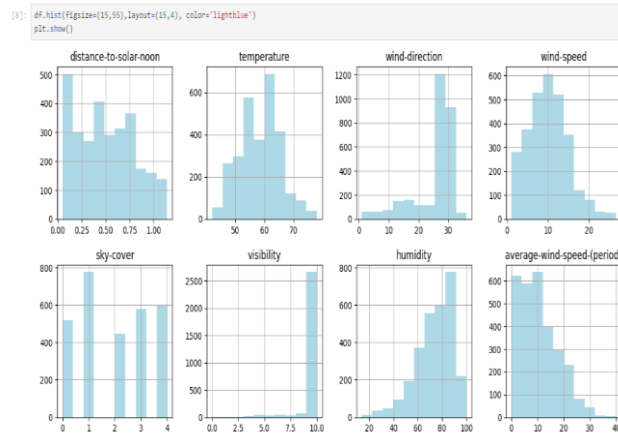 [8]: df.hist(figsize=(15,55),layout=(15,4), color='lightblue')
plt.show()
distance-to-solar-noon temperature wind-direction wind-speed
500 400 300 200 100 0
0.00 0.25 0.50 0.75 1.00
600 400 200 0
50 60 70
1200 1000 800 600 400 200 0
0 10 20 30
600 500 400 300 200 100 0
0 10 20
sky-cover visibility humidity average-wind-speed-(period
800 600 400 200 0
0 1 2 3 4
2500 2000 1500 1000 500 0
0.0 2.5 5.0 7.5 10.0
800 600 400 200 0
20 40 60 80 100
600 500 400 300 200 100 0
0 10 20 30 40